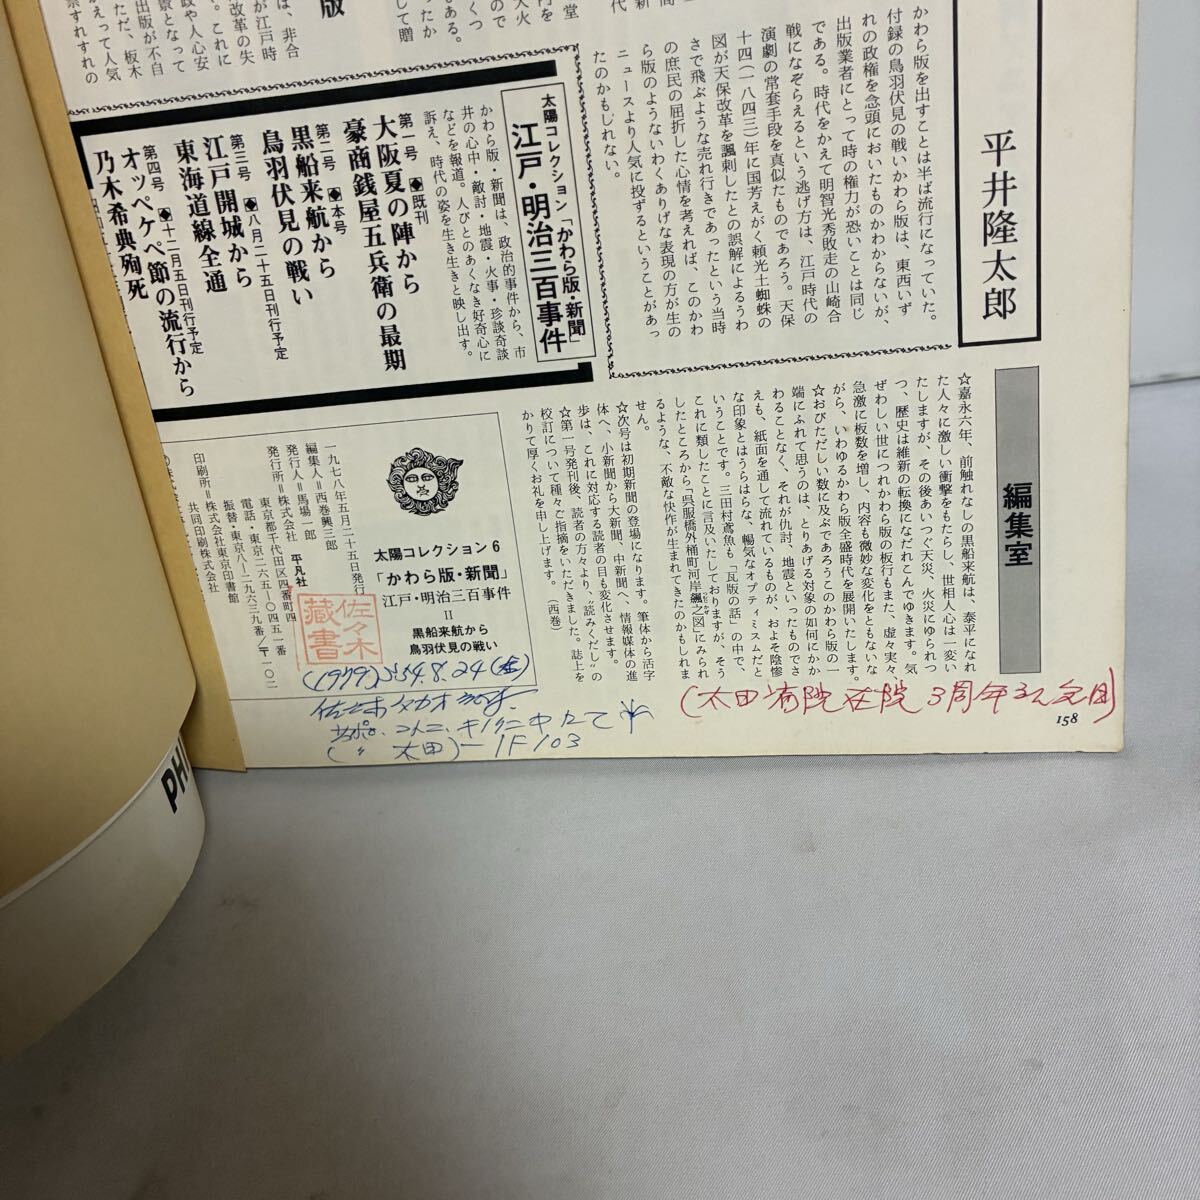 平井隆太郎
かわら版を出すことは半ば流行になっていた。
付録の鳥羽伏見の戦いかわら版は、東西いず
れの政権を念頭においたものかわからないが、
出版業者にとって時の権力が恐いことは同じ
である。時代をかえて明智光秀敗走の山崎合
戦になぞらえるという逃げ方は、江戸時代の
演劇の常套手段を真似たものであろう。天保
十四(一八四三)年に国芳えがく頼光土蜘蛛の
図が天保改革を諷刺したとの誤解によるうわ
さで飛ぶような売れ行きであったという当時
の庶民の屈折した心情を考えれば、このかわ
ら版のようないわくありげな表現の方が生の
ニュースより人気に投ずるということがあっ
たのかもしれない。
太陽コレクション「かわら版・新聞」
江戸・明治三百事件
かわら版・新聞は、政治的事件から、市
井の心中・敵討・地震・火事・珍談奇談
などを報道。人びとのあくなき好奇心に
訴え、時代の姿を生き生きと映し出す。
第一号 ◆既刊
大阪夏の陣から
豪商銭屋五兵衛の最期
第二号 ◆本号
黒船来航から
鳥羽伏見の戦い
第三号 ◆八月二十五日刊行予定
江戸開城から
東海道線全通
第四号 ◆十二月五日刊行予定
オッペケペ節の流行から
乃木希典殉死
編集室
☆嘉永六年、前触れなしの黒船来航は、泰平になれ
た人々に激しい衝撃をもたらし、世相人心は一変い
たしますが、その後あいつぐ天災、火災にゆられつ
つ、歴史は維新の転換になだれこんでゆきます。気
ぜわしい世につれかわら版の板行もまた、虚々実々、
急激に板数を増し、内容も微妙な変化をともないな
がら、いわゆるかわら版全盛時代を展開いたします。
☆おびただしい数に及ぶであろうこのかわら版の一
端にふれて思うのは、とりあげる対象の如何にかか
わることなく、それが仇討、地震といったものでさ
えも、紙面を通して流れているものが、およそ陰惨
な印象とはうらはらな、暢気なオプティミスムだと
いうことです。三田村鳶魚も「瓦版の話」の中で、
これに類したことに言及いたしておりますが、そう
したところから「呉服橋外桶町河岸飆之図」にみられ
るような、不敵な快作が生まれてきたのかもしれま
せん。
☆次号は初期新聞の登場になります。筆体から活字
体へ、小新聞から大新聞、中新聞へ、情報媒体の進
歩は、これに対応する読者の目も変化させます。
☆第一号発刊後、読者の方々より、〝読みくだし〟の
校訂について種々ご指摘をいただきました。誌上を
かりて厚くお礼を申し上げます。(西巻)
太陽コレクション6
「かわら版・新聞」
江戸・明治三百事件
II
黒船来航から
鳥羽伏見の戦い
一九七八年五月二十五日発行
編集人=西巻興三郎
発行人=馬場一郎
発行所=株式会社 平凡社
東京都千代田区四番町四
電話・東京二六五―〇四五一番
振替・東京八―二九六三九番/〒一〇二
印刷所=株式会社東京印書館
共同印刷株式会社
佐々木
蔵書
(1979) S54.8.24(金)
(〃 太田)-1F103
158